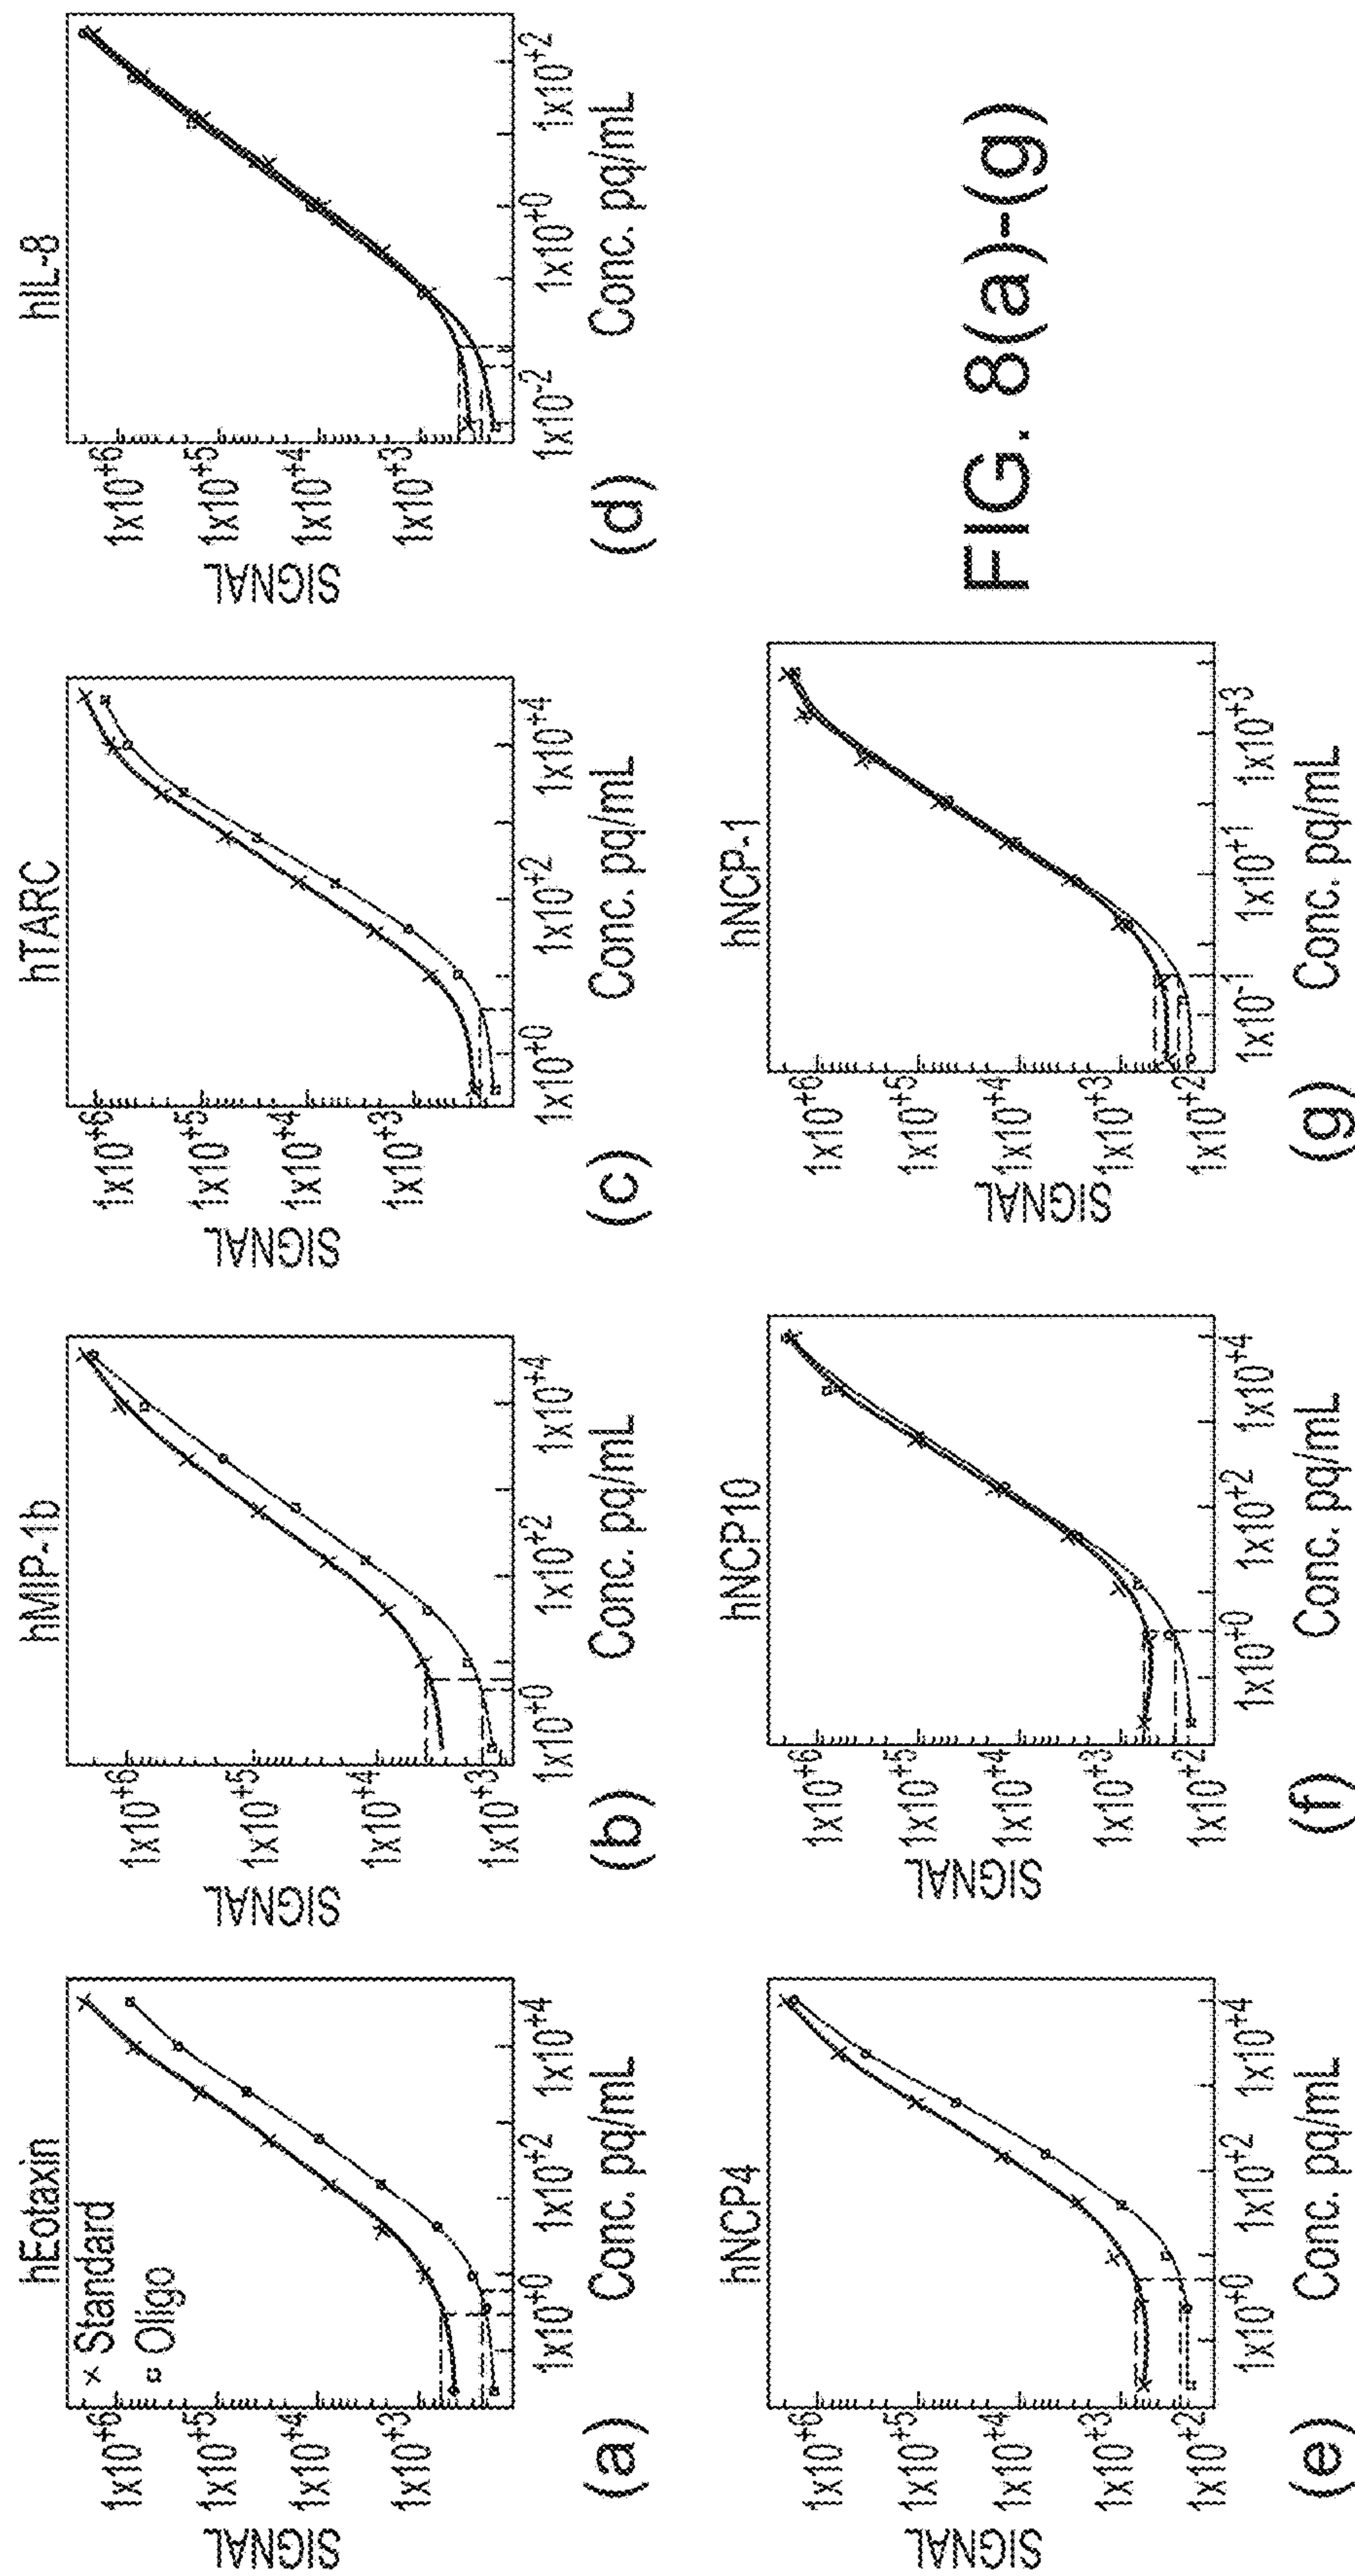 hEotaxin
× Standard
▫ Oligo
SIGNAL
1x10+6
1x10+5
1x10+4
1x10+3
1x10+0
1x10+2
1x10+4
Conc. pq/mL
(a)
hMIP-1b
SIGNAL
1x10+6
1x10+5
1x10+4
1x10+3
1x10+0
1x10+2
1x10+4
Conc. pq/mL
(b)
hTARC
SIGNAL
1x10+6
1x10+5
1x10+4
1x10+3
1x10+0
1x10+2
1x10+4
Conc. pq/mL
(c)
hIL-8
SIGNAL
1x10+6
1x10+5
1x10+4
1x10+3
1x10-2
1x10+0
1x10+2
Conc. pq/mL
(d)
hNCP4
SIGNAL
1x10+6
1x10+5
1x10+4
1x10+3
1x10+2
1x10+0
1x10+2
1x10+4
Conc. pq/mL
(e)
hNCP10
SIGNAL
1x10+6
1x10+5
1x10+4
1x10+3
1x10+2
1x10+0
1x10+2
1x10+4
Conc. pq/mL
(f)
hNCP-1
SIGNAL
1x10+6
1x10+5
1x10+4
1x10+3
1x10+2
1x10-1
1x10+1
1x10+3
Conc. pq/mL
(g)
FIG. 8(a)-(g)